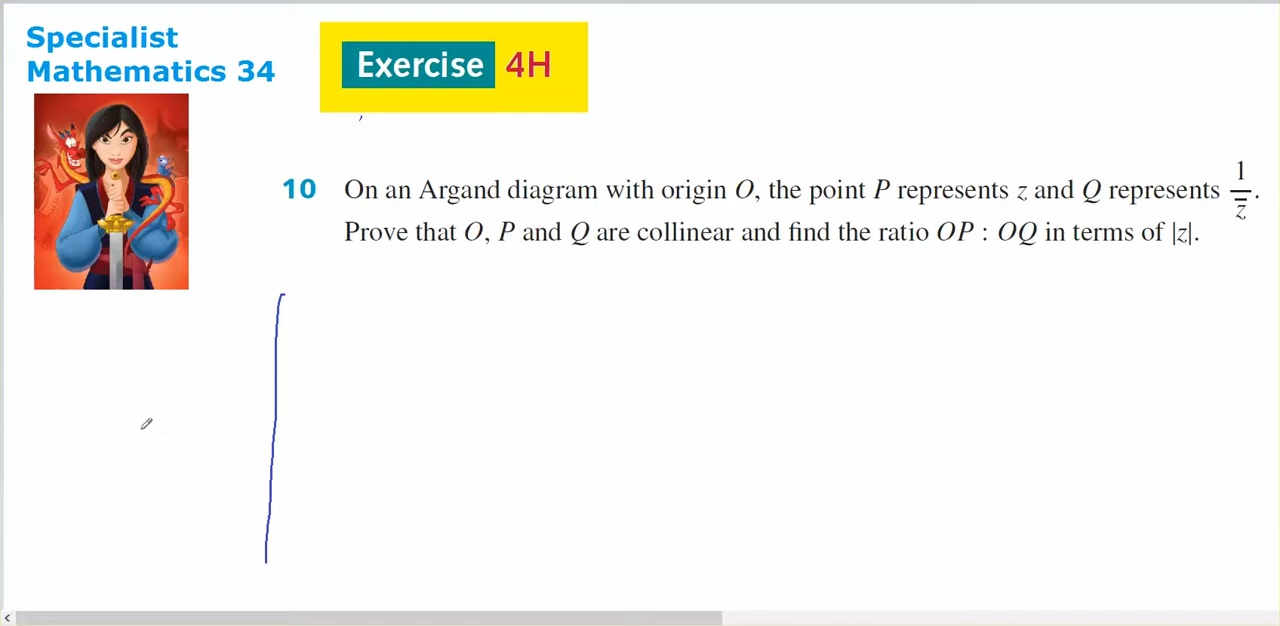 Specialist
Mathematics 34
Exercise 4H
10 On an Argand diagram with origin O, the point P represents z and Q represents 1/z̄.
Prove that O, P and Q are collinear and find the ratio OP : OQ in terms of |z|.